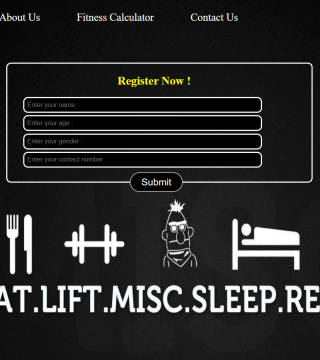 About Us Fitness Calculator Contact Us
Register Now !
Enter your name :
Enter your age :
Enter your gender :
Enter your contact number
Submit
AT.LIFT.MISC.SLEEP.RE